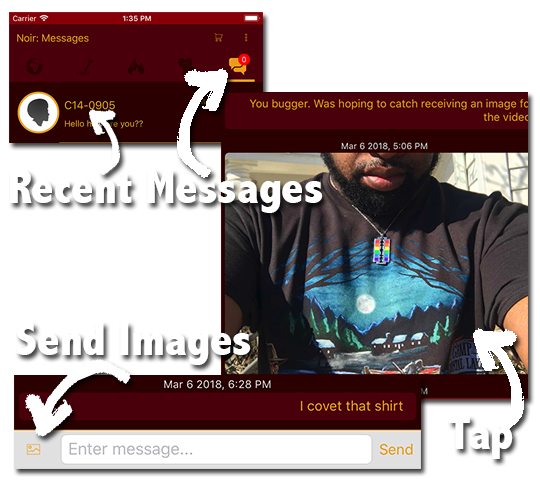 Carrier
1:35 PM
Noir: Messages
0
C14-0905
Hello
you??
Recent Messages
You bugger. Was hoping to catch receiving an image fo
the video
Mar 6 2018, 5:06 PM
Send Images
Mar 6 2018, 6:28 PM
I covet that shirt
Enter message...
Send
Tap